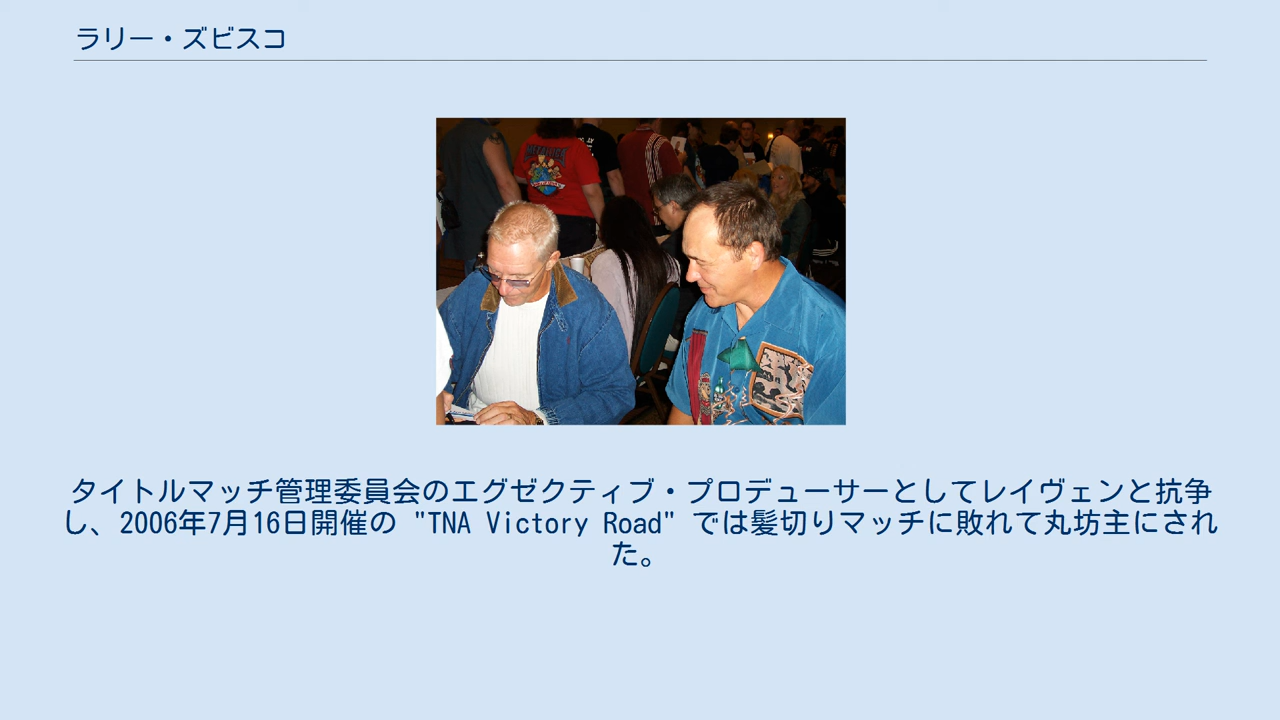 ラリー・ズビスコ
タイトルマッチ管理委員会のエグゼクティブ・プロデューサーとしてレイヴェンと抗争
し、2006年7月16日開催の "TNA Victory Road" では髪切りマッチに敗れて丸坊主にされ
た。